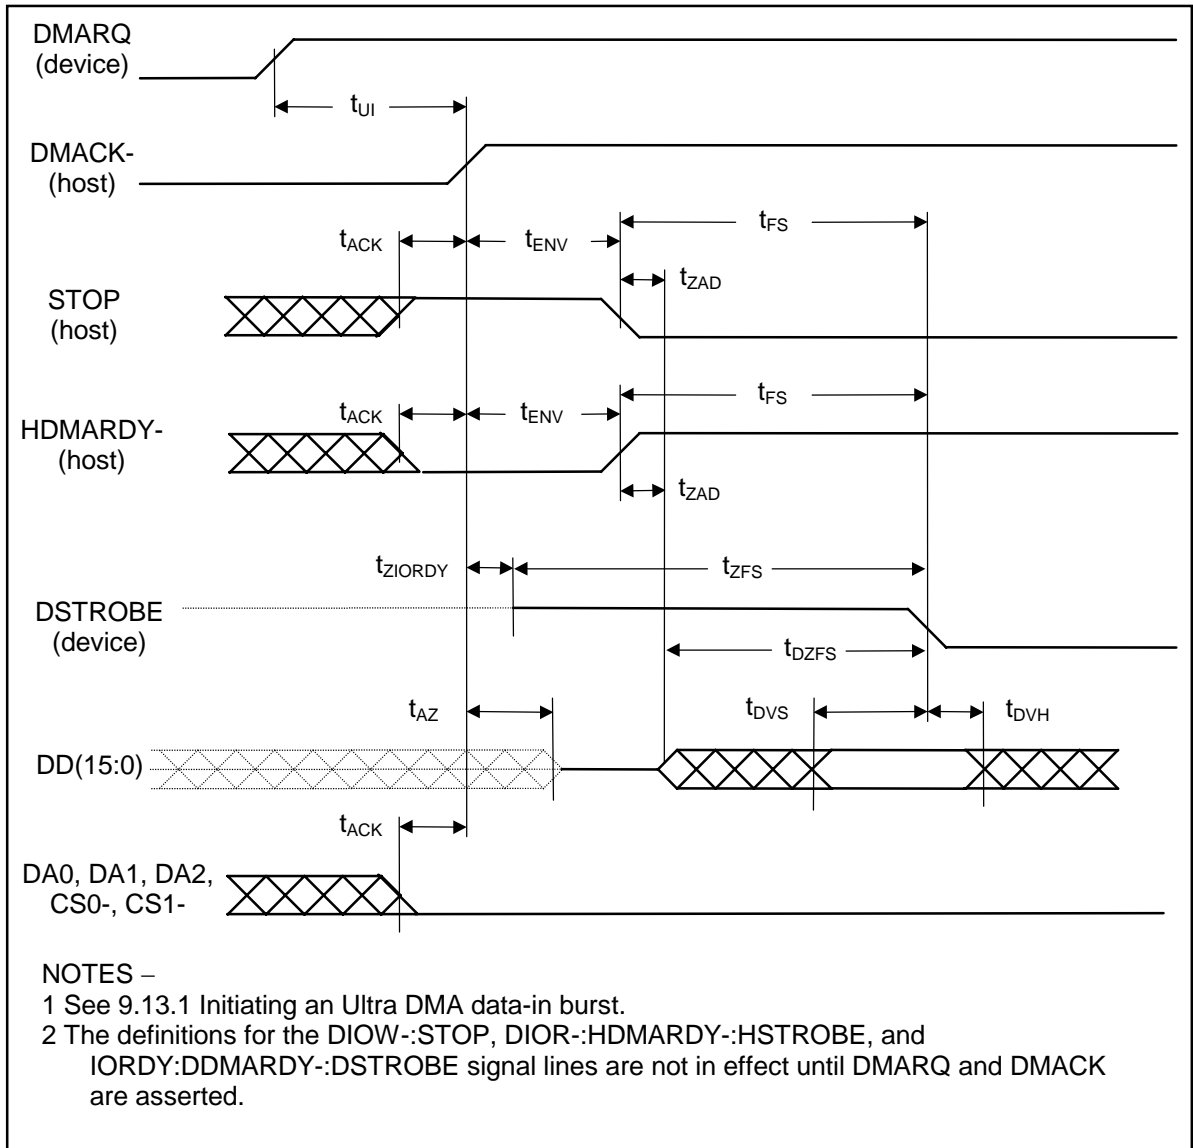 DMARQ
(device)
tUI
DMACK-
(host)
tFS
tACK
tENV
tZAD
STOP
(host)
tFS
tACK
tENV
HDMARDY-
(host)
tZAD
tZIORDY
tZFS
DSTROBE
(device)
tDZFS
tAZ
tDVS
tDVH
DD(15:0)
tACK
DA0, DA1, DA2,
CS0-, CS1-
NOTES –
1 See 9.13.1 Initiating an Ultra DMA data-in burst.
2 The definitions for the DIOW-:STOP, DIOR-:HDMARDY-:HSTROBE, and
IORDY:DDMARDY-:DSTROBE signal lines are not in effect until DMARQ and DMACK
are asserted.